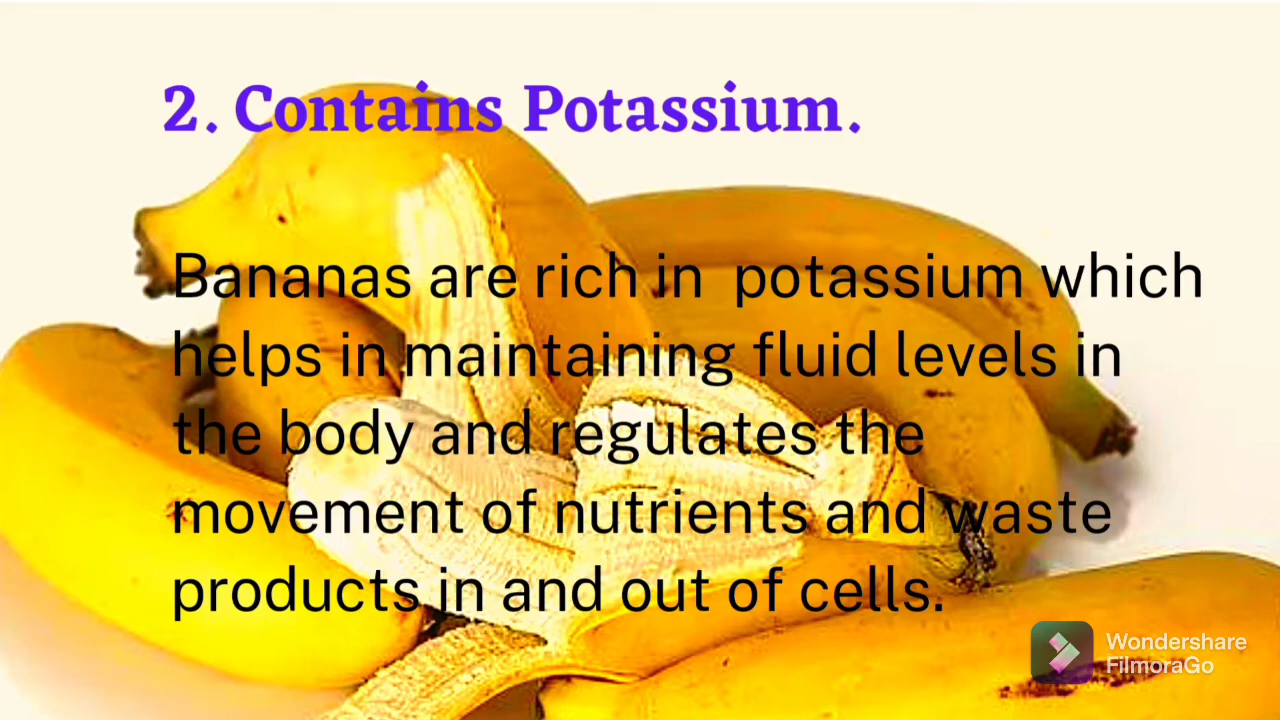 2. Contains Potassium.
Bananas are rich in potassium which
helps in maintaining fluid levels in
the body and regulates the
movement of nutrients and waste
products in and out of cells.
Wondershare
FilmoraGo